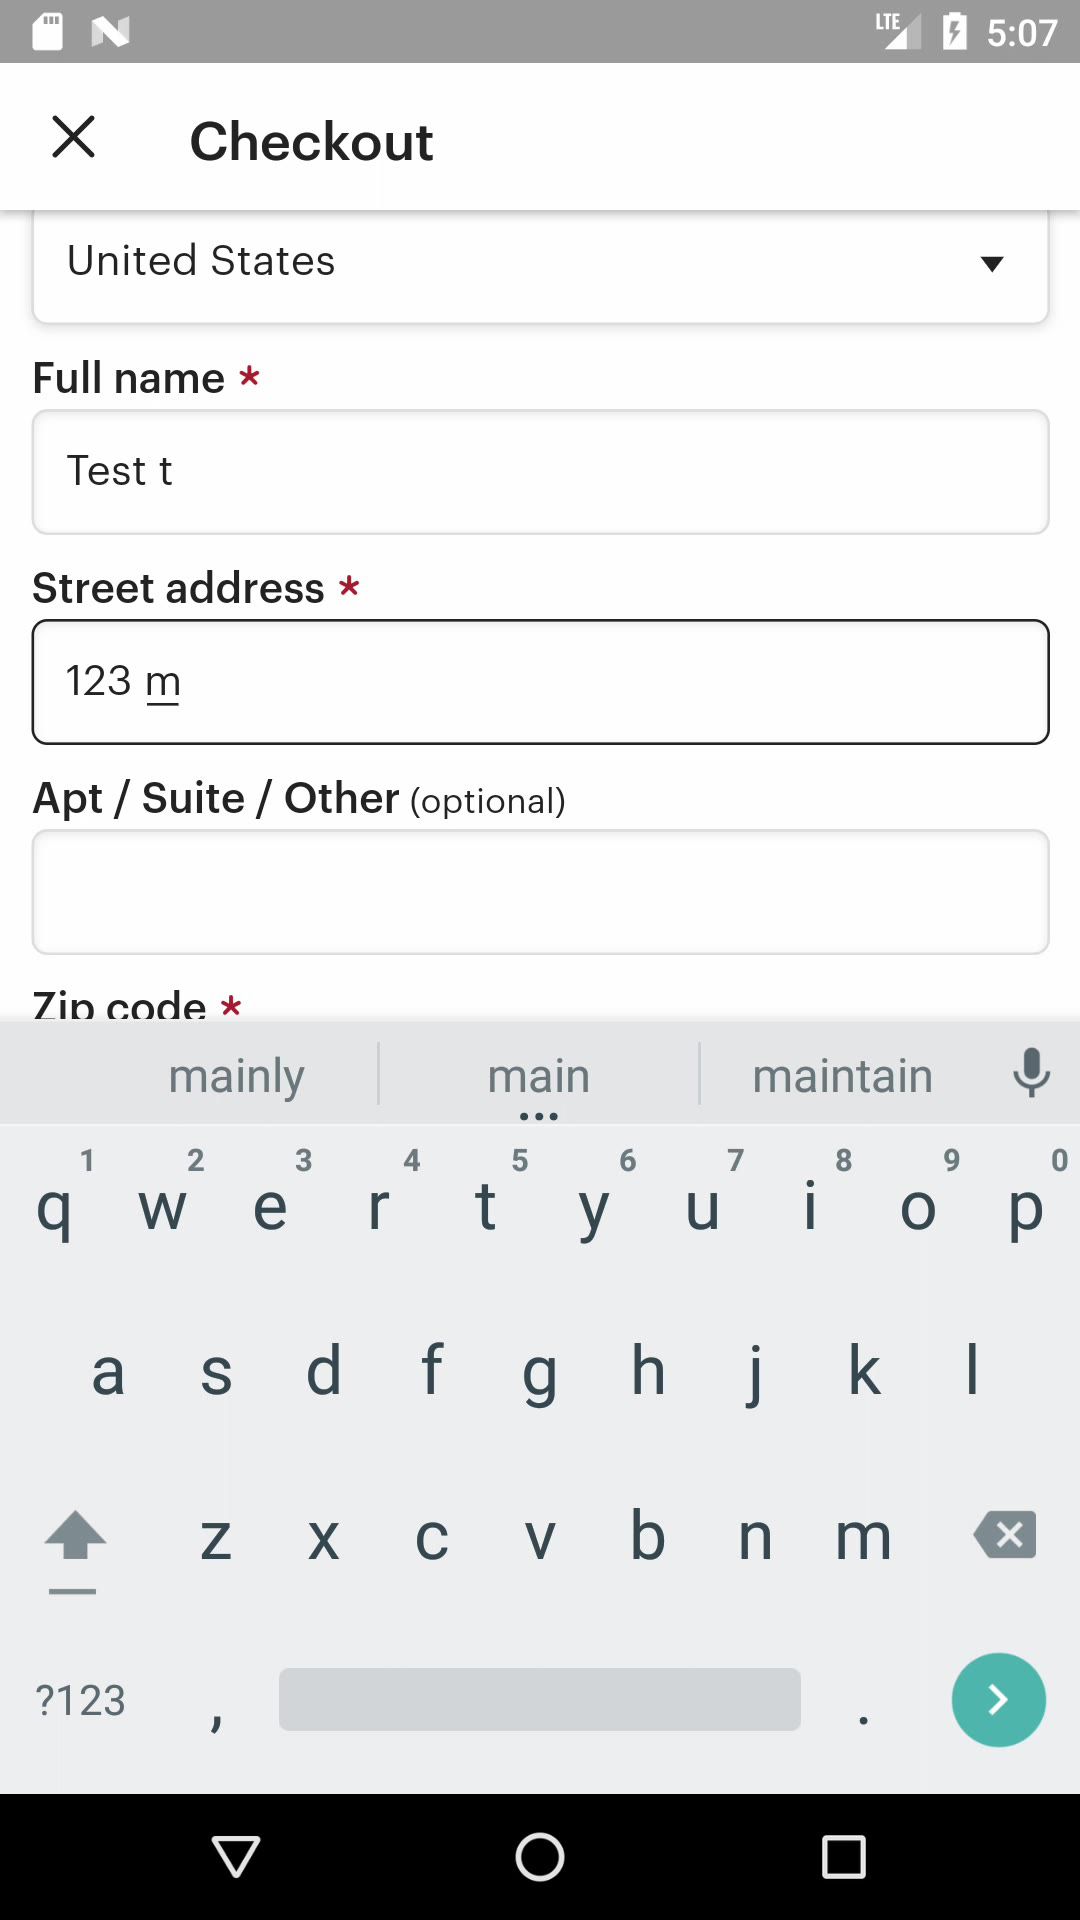 LTE 5:07
Checkout
United States
Full name *
Test t
Street address *
123 m
Apt / Suite / Other (optional)
Zip code *
mainly main maintain
1 2 3 4 5 6 7 8 9 0
q w e r t y u i o p
a s d f g h j k l
z x c v b n m
?123 , .